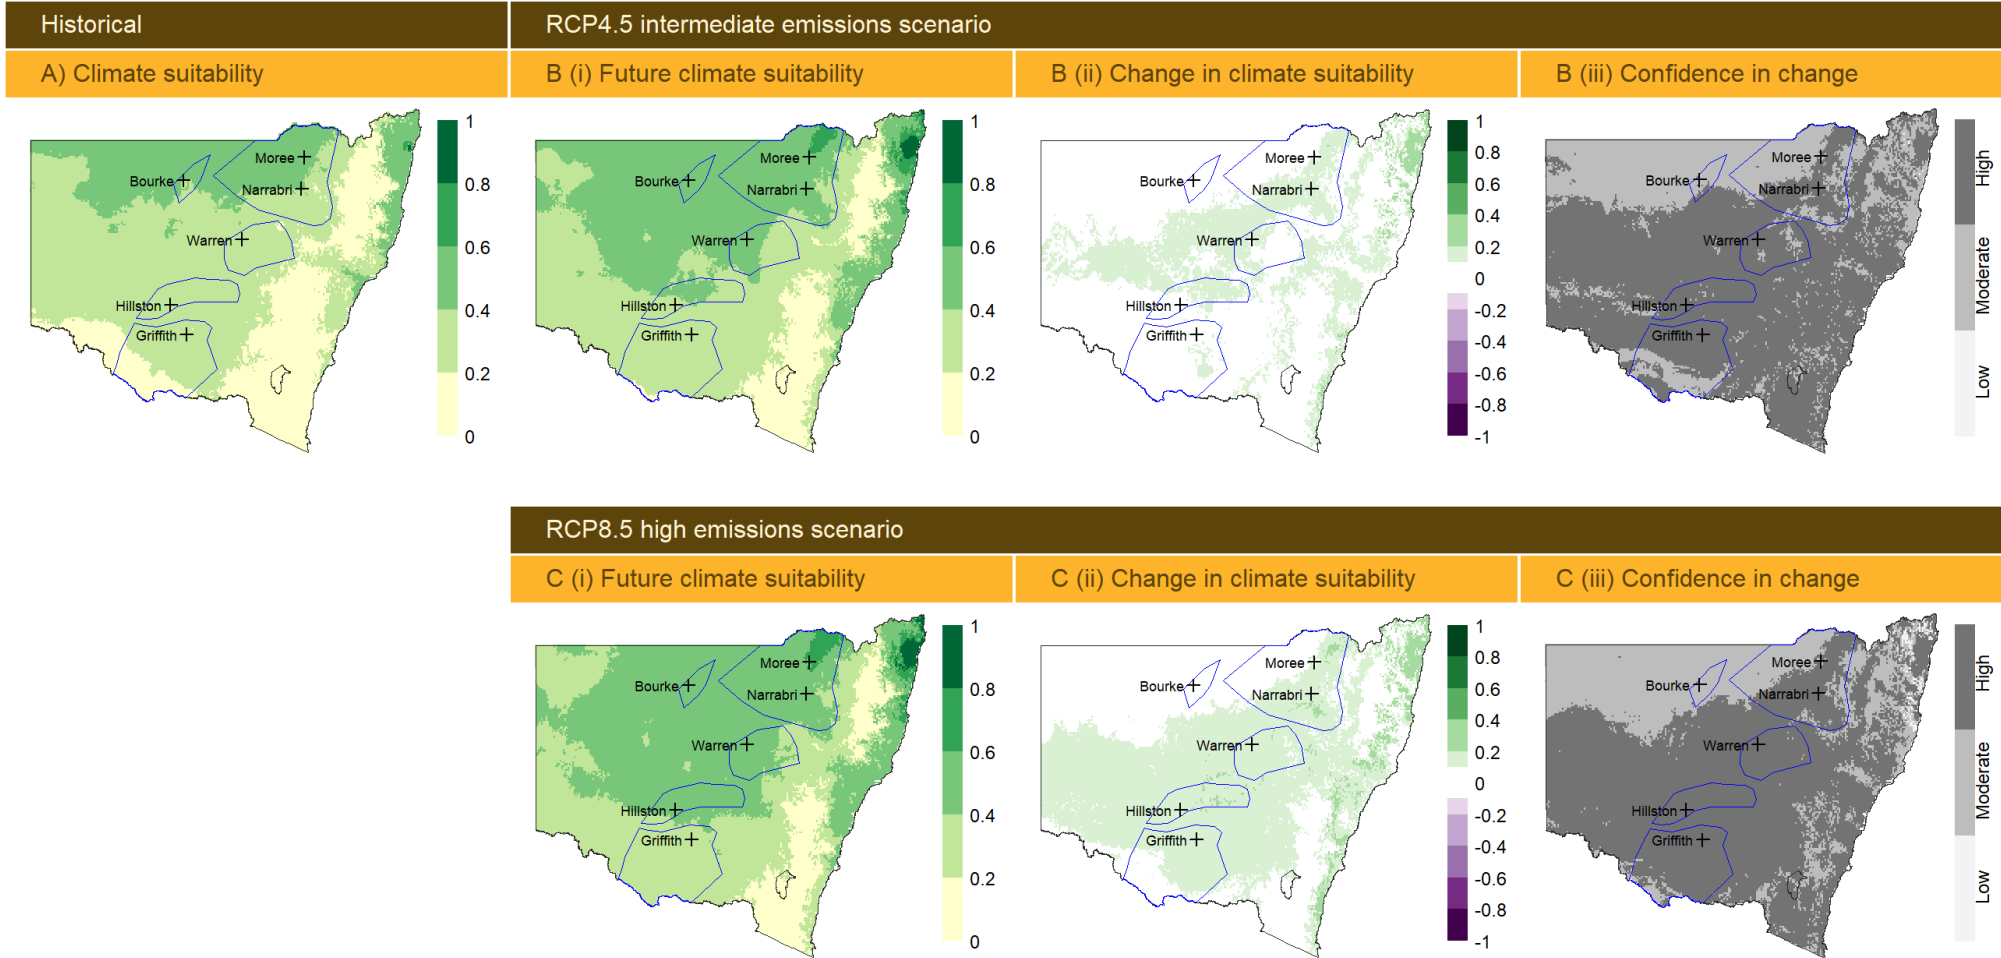 Historical
RCP4.5 intermediate emissions scenario
A) Climate suitability
B (i) Future climate suitability
B (ii) Change in climate suitability
B (iii) Confidence in change
Moree
Bourke
Narrabri
Warren
Hillston
Griffith
1
0.8
0.6
0.4
0.2
0
Moree
Bourke
Narrabri
Warren
Hillston
Griffith
1
0.8
0.6
0.4
0.2
0
Moree
Bourke
Narrabri
Warren
Hillston
Griffith
1
0.8
0.6
0.4
0.2
0
-0.2
-0.4
-0.6
-0.8
-1
Moree
Bourke
Narrabri
Warren
Hillston
Griffith
High
Moderate
Low
RCP8.5 high emissions scenario
C (i) Future climate suitability
C (ii) Change in climate suitability
C (iii) Confidence in change
Moree
Bourke
Narrabri
Warren
Hillston
Griffith
1
0.8
0.6
0.4
0.2
0
Moree
Bourke
Narrabri
Warren
Hillston
Griffith
1
0.8
0.6
0.4
0.2
0
-0.2
-0.4
-0.6
-0.8
-1
Moree
Bourke
Narrabri
Warren
Hillston
Griffith
High
Moderate
Low